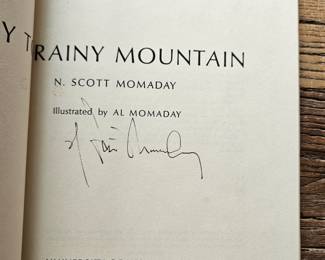 Y T RAINY MOUNTAIN
N. SCOTT MOMADAY
Illustrated by AL MOMADAY